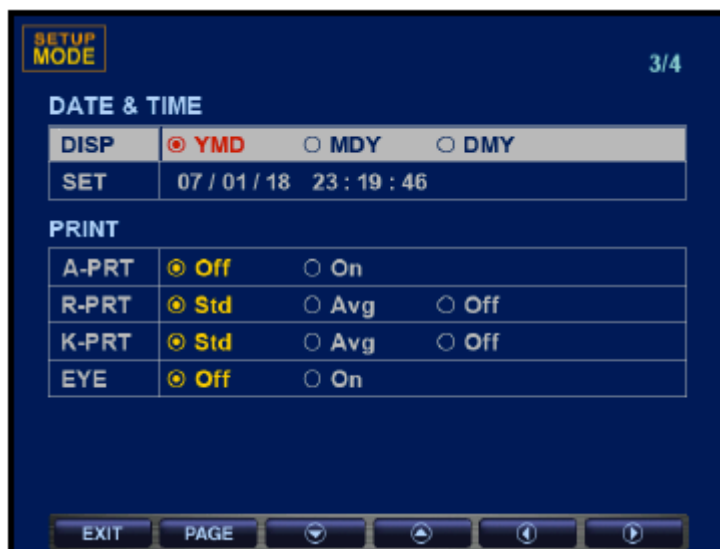 SETUP
MODE
3/4
DATE & TIME
DISP YMD MDY DMY
SET 07 / 01 / 18 23 : 19 : 46
PRINT
A-PRT Off On
R-PRT Std Avg Off
K-PRT Std Avg Off
EYE Off On
EXIT PAGE